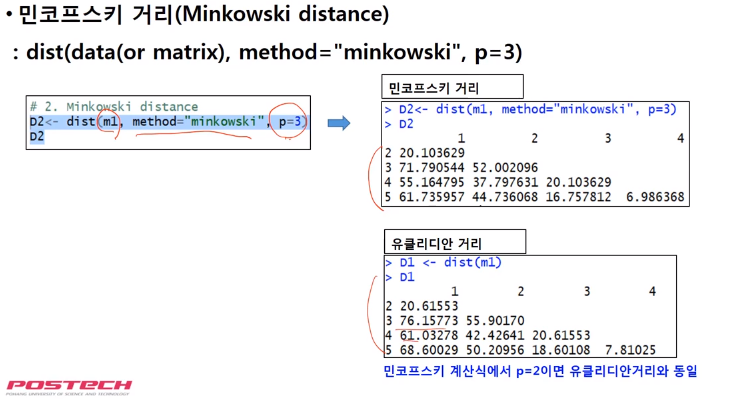 • 민코프스키 거리(Minkowski distance)
: dist(data(or matrix), method="minkowski", p=3)
# 2. Minkowski distance
D2<- dist(m1, method="minkowski", p=3)
D2
민코프스키 거리
> D2<- dist(m1, method="minkowski", p=3)
> D2
1 2 3 4
2 20.103629
3 71.790544 52.002096
4 55.164795 37.797631 20.103629
5 61.735957 44.736068 16.757812 6.986368
유클리디안 거리
> D1 <- dist(m1)
> D1
1 2 3 4
2 20.61553
3 76.15773 55.90170
4 61.03278 42.42641 20.61553
5 68.60029 50.20956 18.60108 7.81025
민코프스키 계산식에서 p=2이면 유클리디안거리와 동일
POSTECH
POHANG UNIVERSITY OF SCIENCE AND TECHNOLOGY